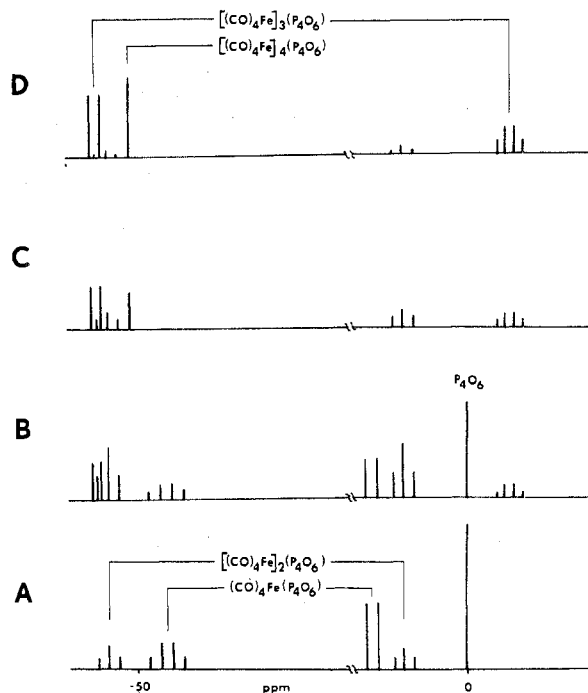 [(CO)4Fe]3(P4O6)
[(CO)4Fe]4(P4O6)
D
C
P4O6
B
[(CO)4Fe]2(P4O6)
(CO)4Fe(P4O6)
A
-50 ppm 0